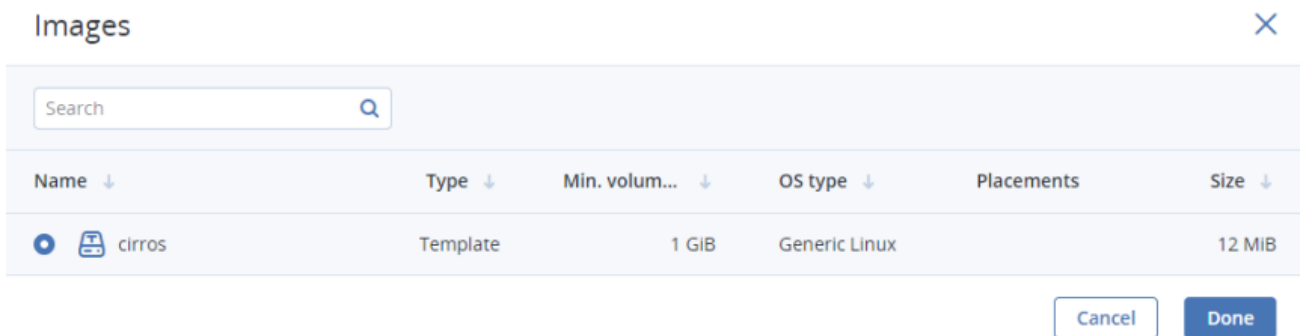 Images
Search
Name Type Min. volum... OS type Placements Size
cirros Template 1 GiB Generic Linux 12 MiB
Cancel Done